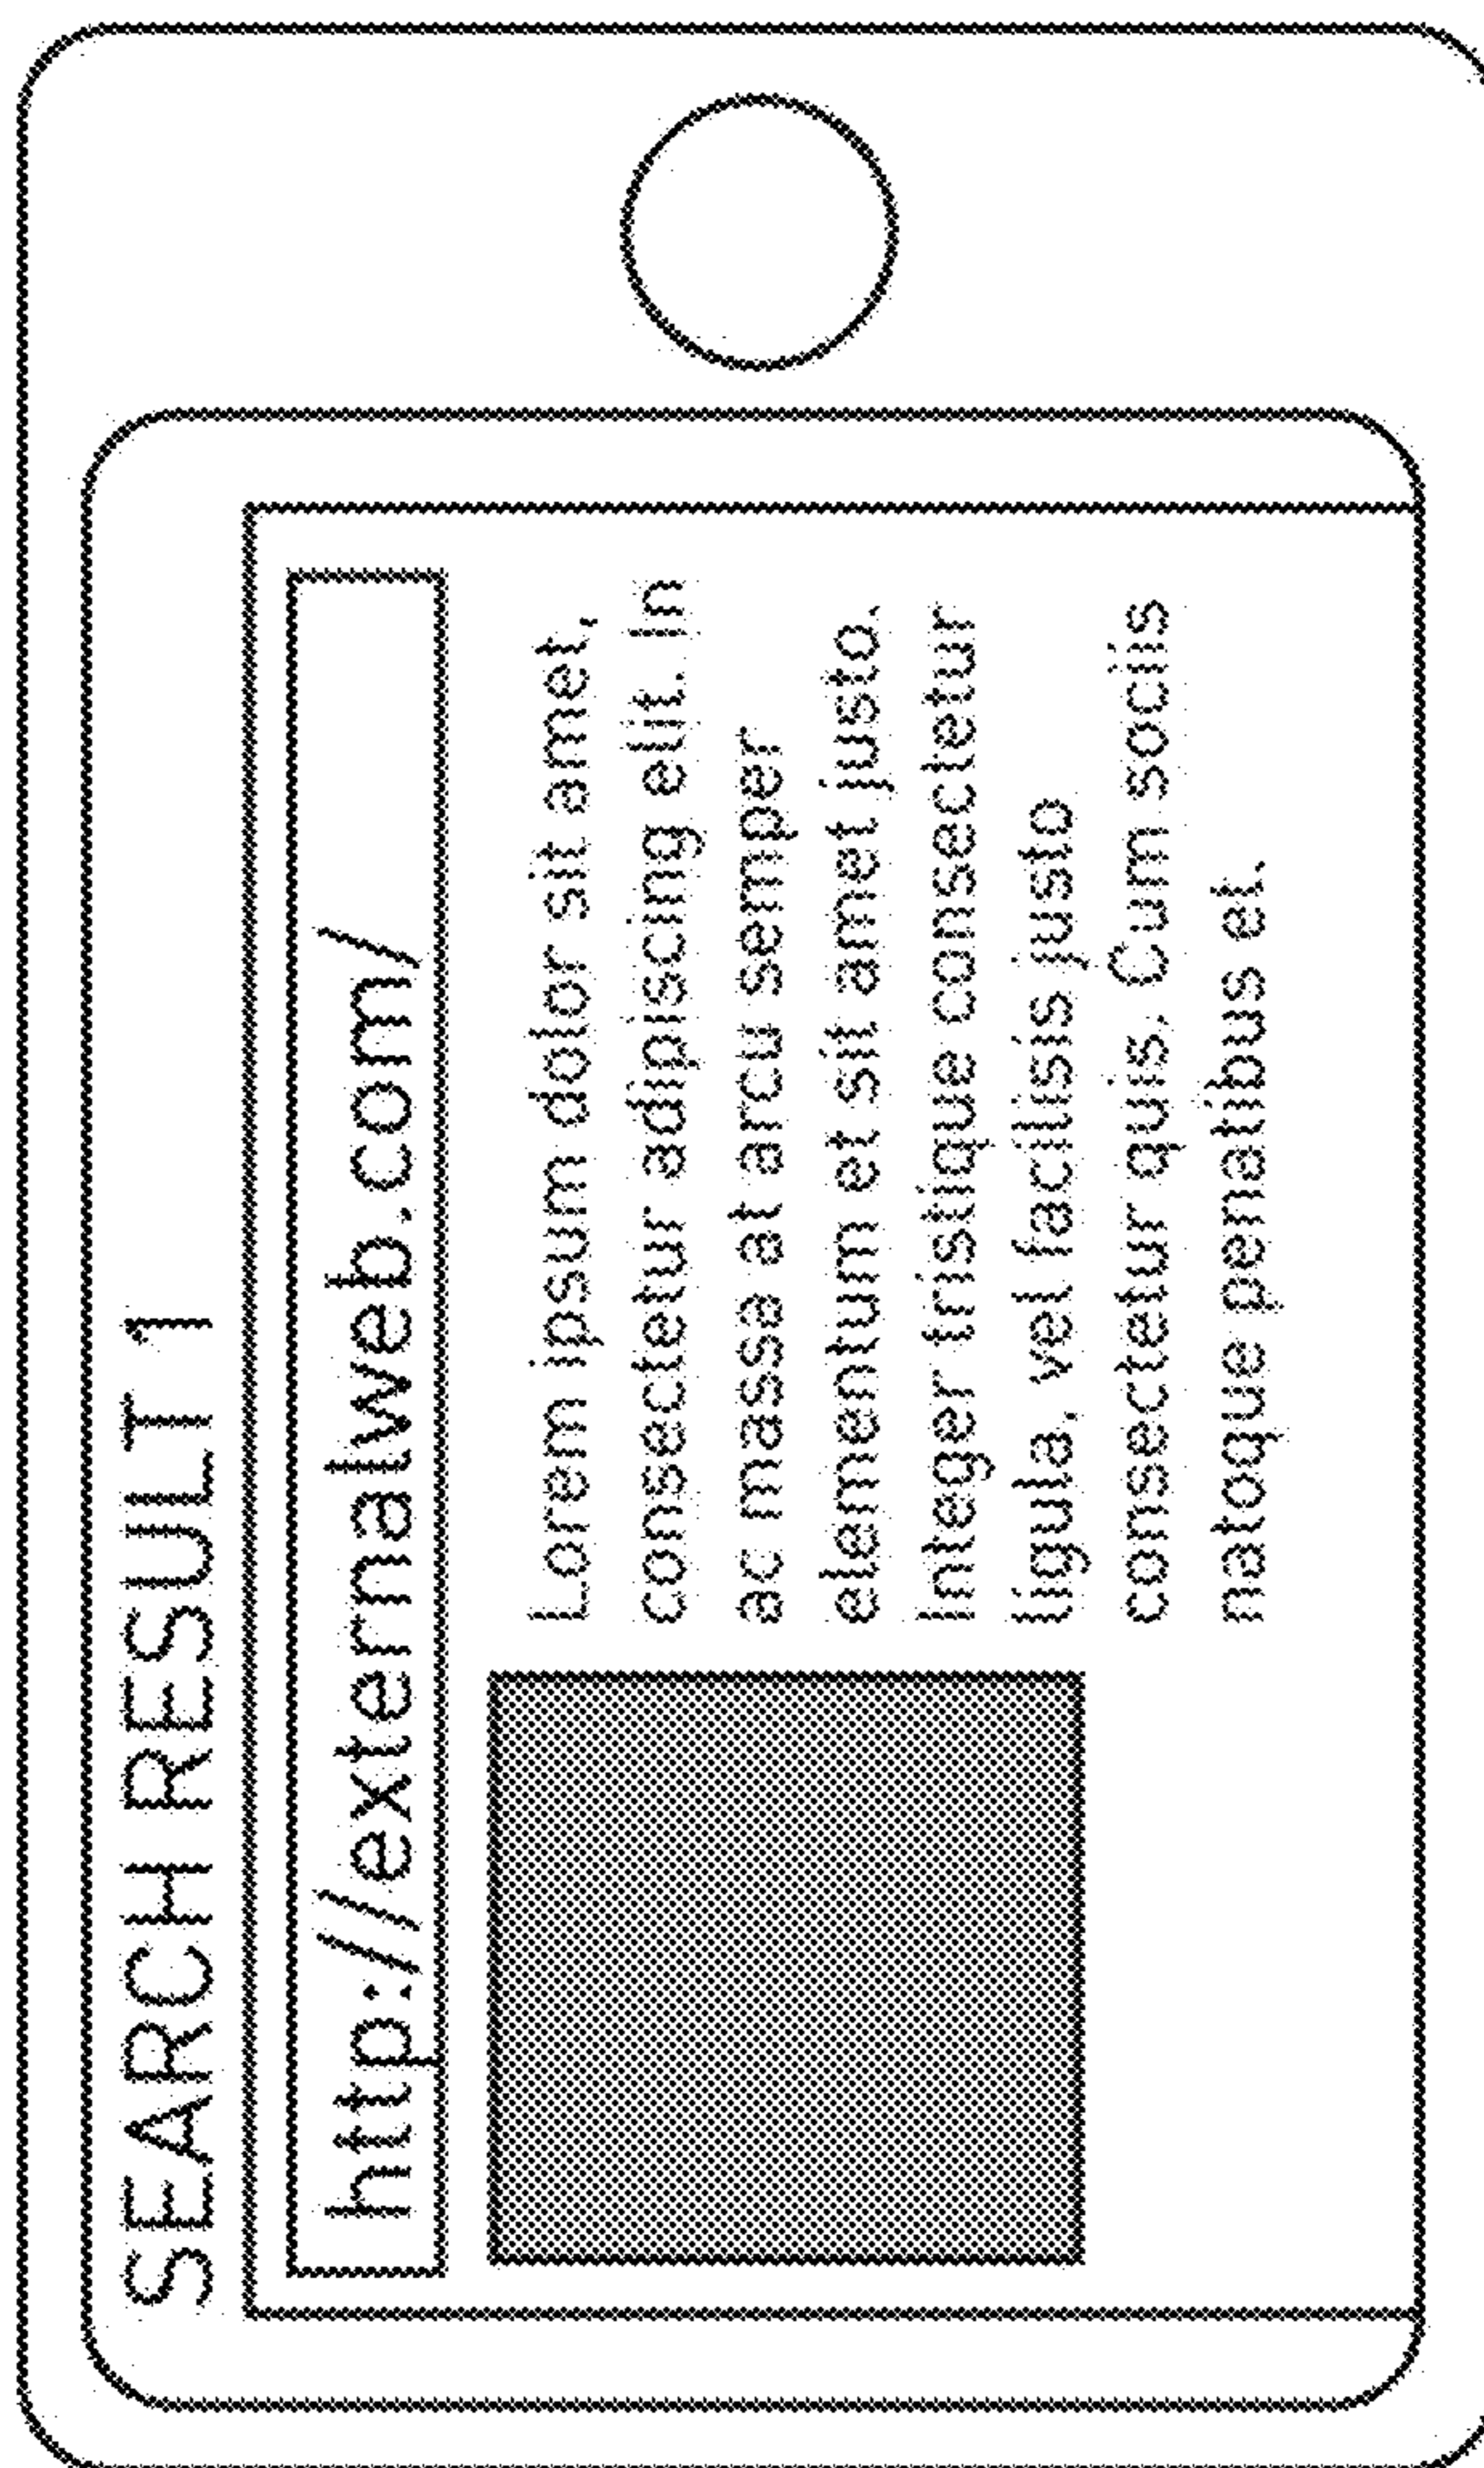 SEARCH RESULT 1
http://externalweb.com/
Lorem ipsum dolor sit amet,
consectetur adipiscing elit. In
ac massa at arcu semper
elementum et sit amet justo.
Integer tristique consectetur
ligula, vel facilisis justo
consectetur quis. Cum sociis
natoque penatibus et.